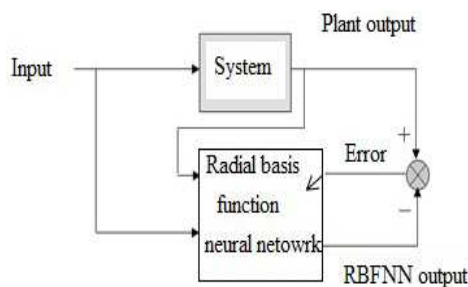 Plant output
Input
System
+
Error
Radial basis
function
neural netowrk
−
RBFNN output